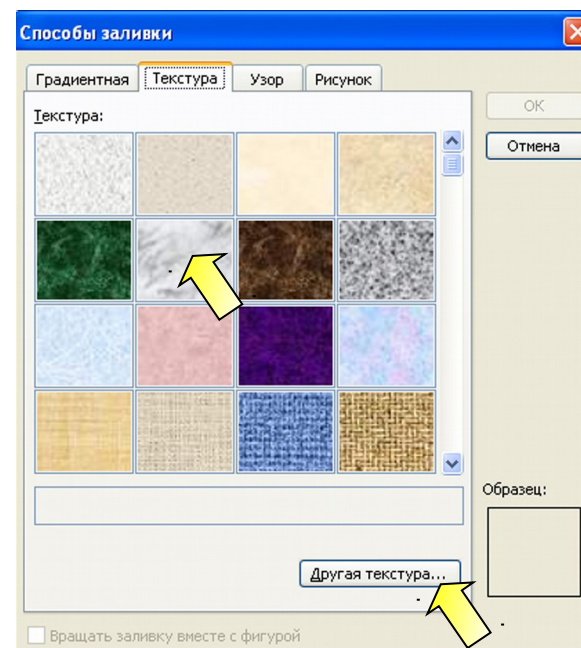 Способы заливки
Градиентная Текстура Узор Рисунок
Текстура:
ОК
Отмена
Образец:
Другая текстура...
Вращать заливку вместе с фигурой